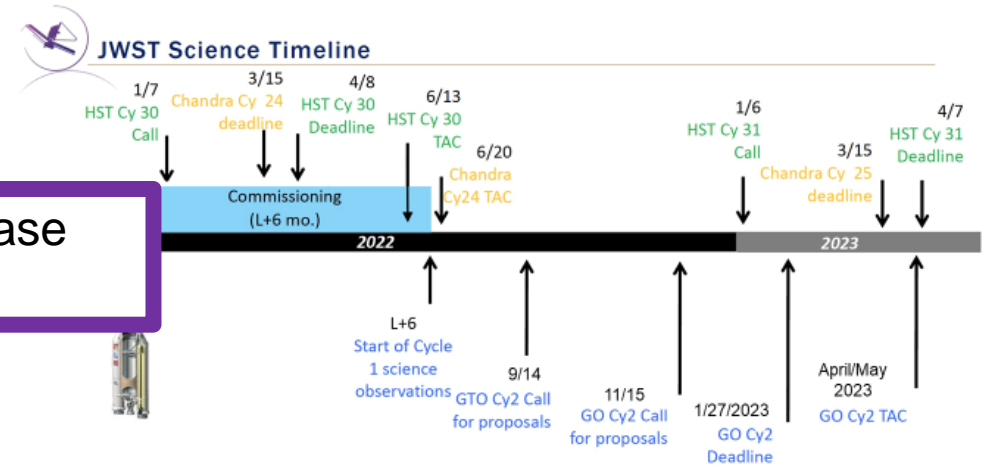 JWST Science Timeline
1/7
HST Cy 30
Call
3/15
Chandra Cy 24
deadline
4/8
HST Cy 30
Deadline
6/13
HST Cy 30
TAC
6/20
Chandra
Cy24 TAC
1/6
HST Cy 31
Call
3/15
Chandra Cy 25
deadline
4/7
HST Cy 31
Deadline
Commissioning
(L+6 mo.)
ase
2022
2023
L+6
Start of Cycle
1 science
observations
9/14
GTO Cy2 Call
for proposals
11/15
GO Cy2 Call
for proposals
1/27/2023
GO Cy2
Deadline
April/May
2023
GO Cy2 TAC